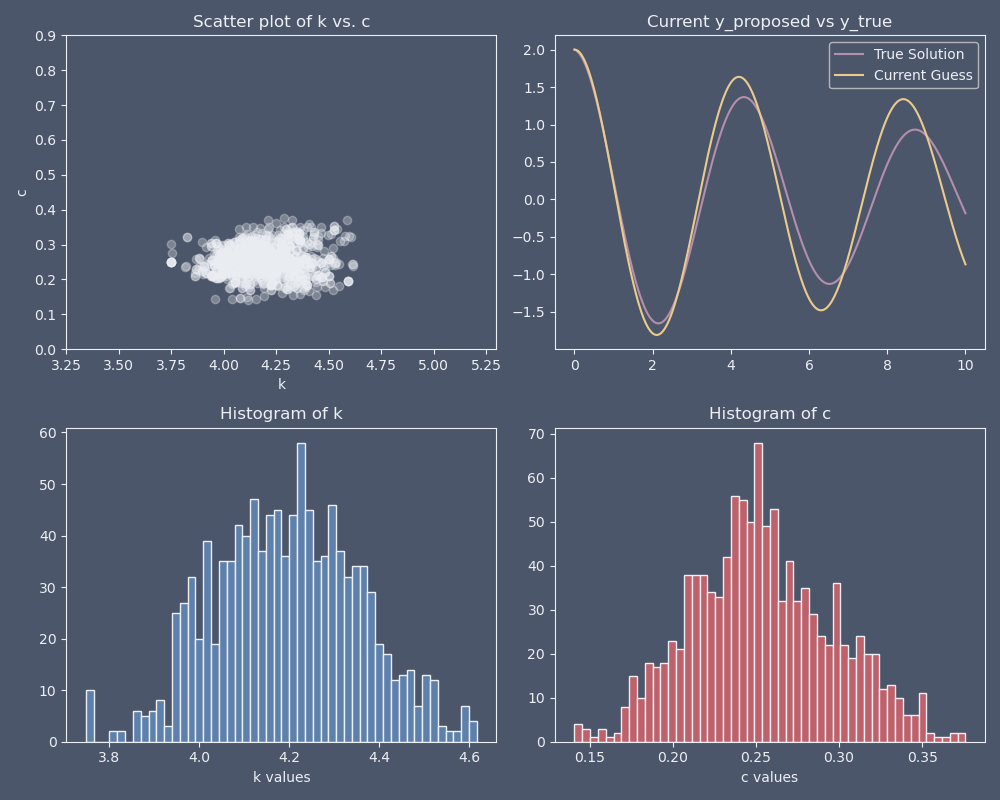 Scatter plot of k vs. c
0.9
0.8
0.7
0.6
0.5
0.4
0.3
0.2
0.1
0.0
c
3.25 3.50 3.75 4.00 4.25 4.50 4.75 5.00 5.25
k
Current y_proposed vs y_true
True Solution
Current Guess
2.0
1.5
1.0
0.5
0.0
−0.5
−1.0
−1.5
0 2 4 6 8 10
Histogram of k
60
50
40
30
20
10
0
3.8 4.0 4.2 4.4 4.6
k values
Histogram of c
70
60
50
40
30
20
10
0
0.15 0.20 0.25 0.30 0.35
c values